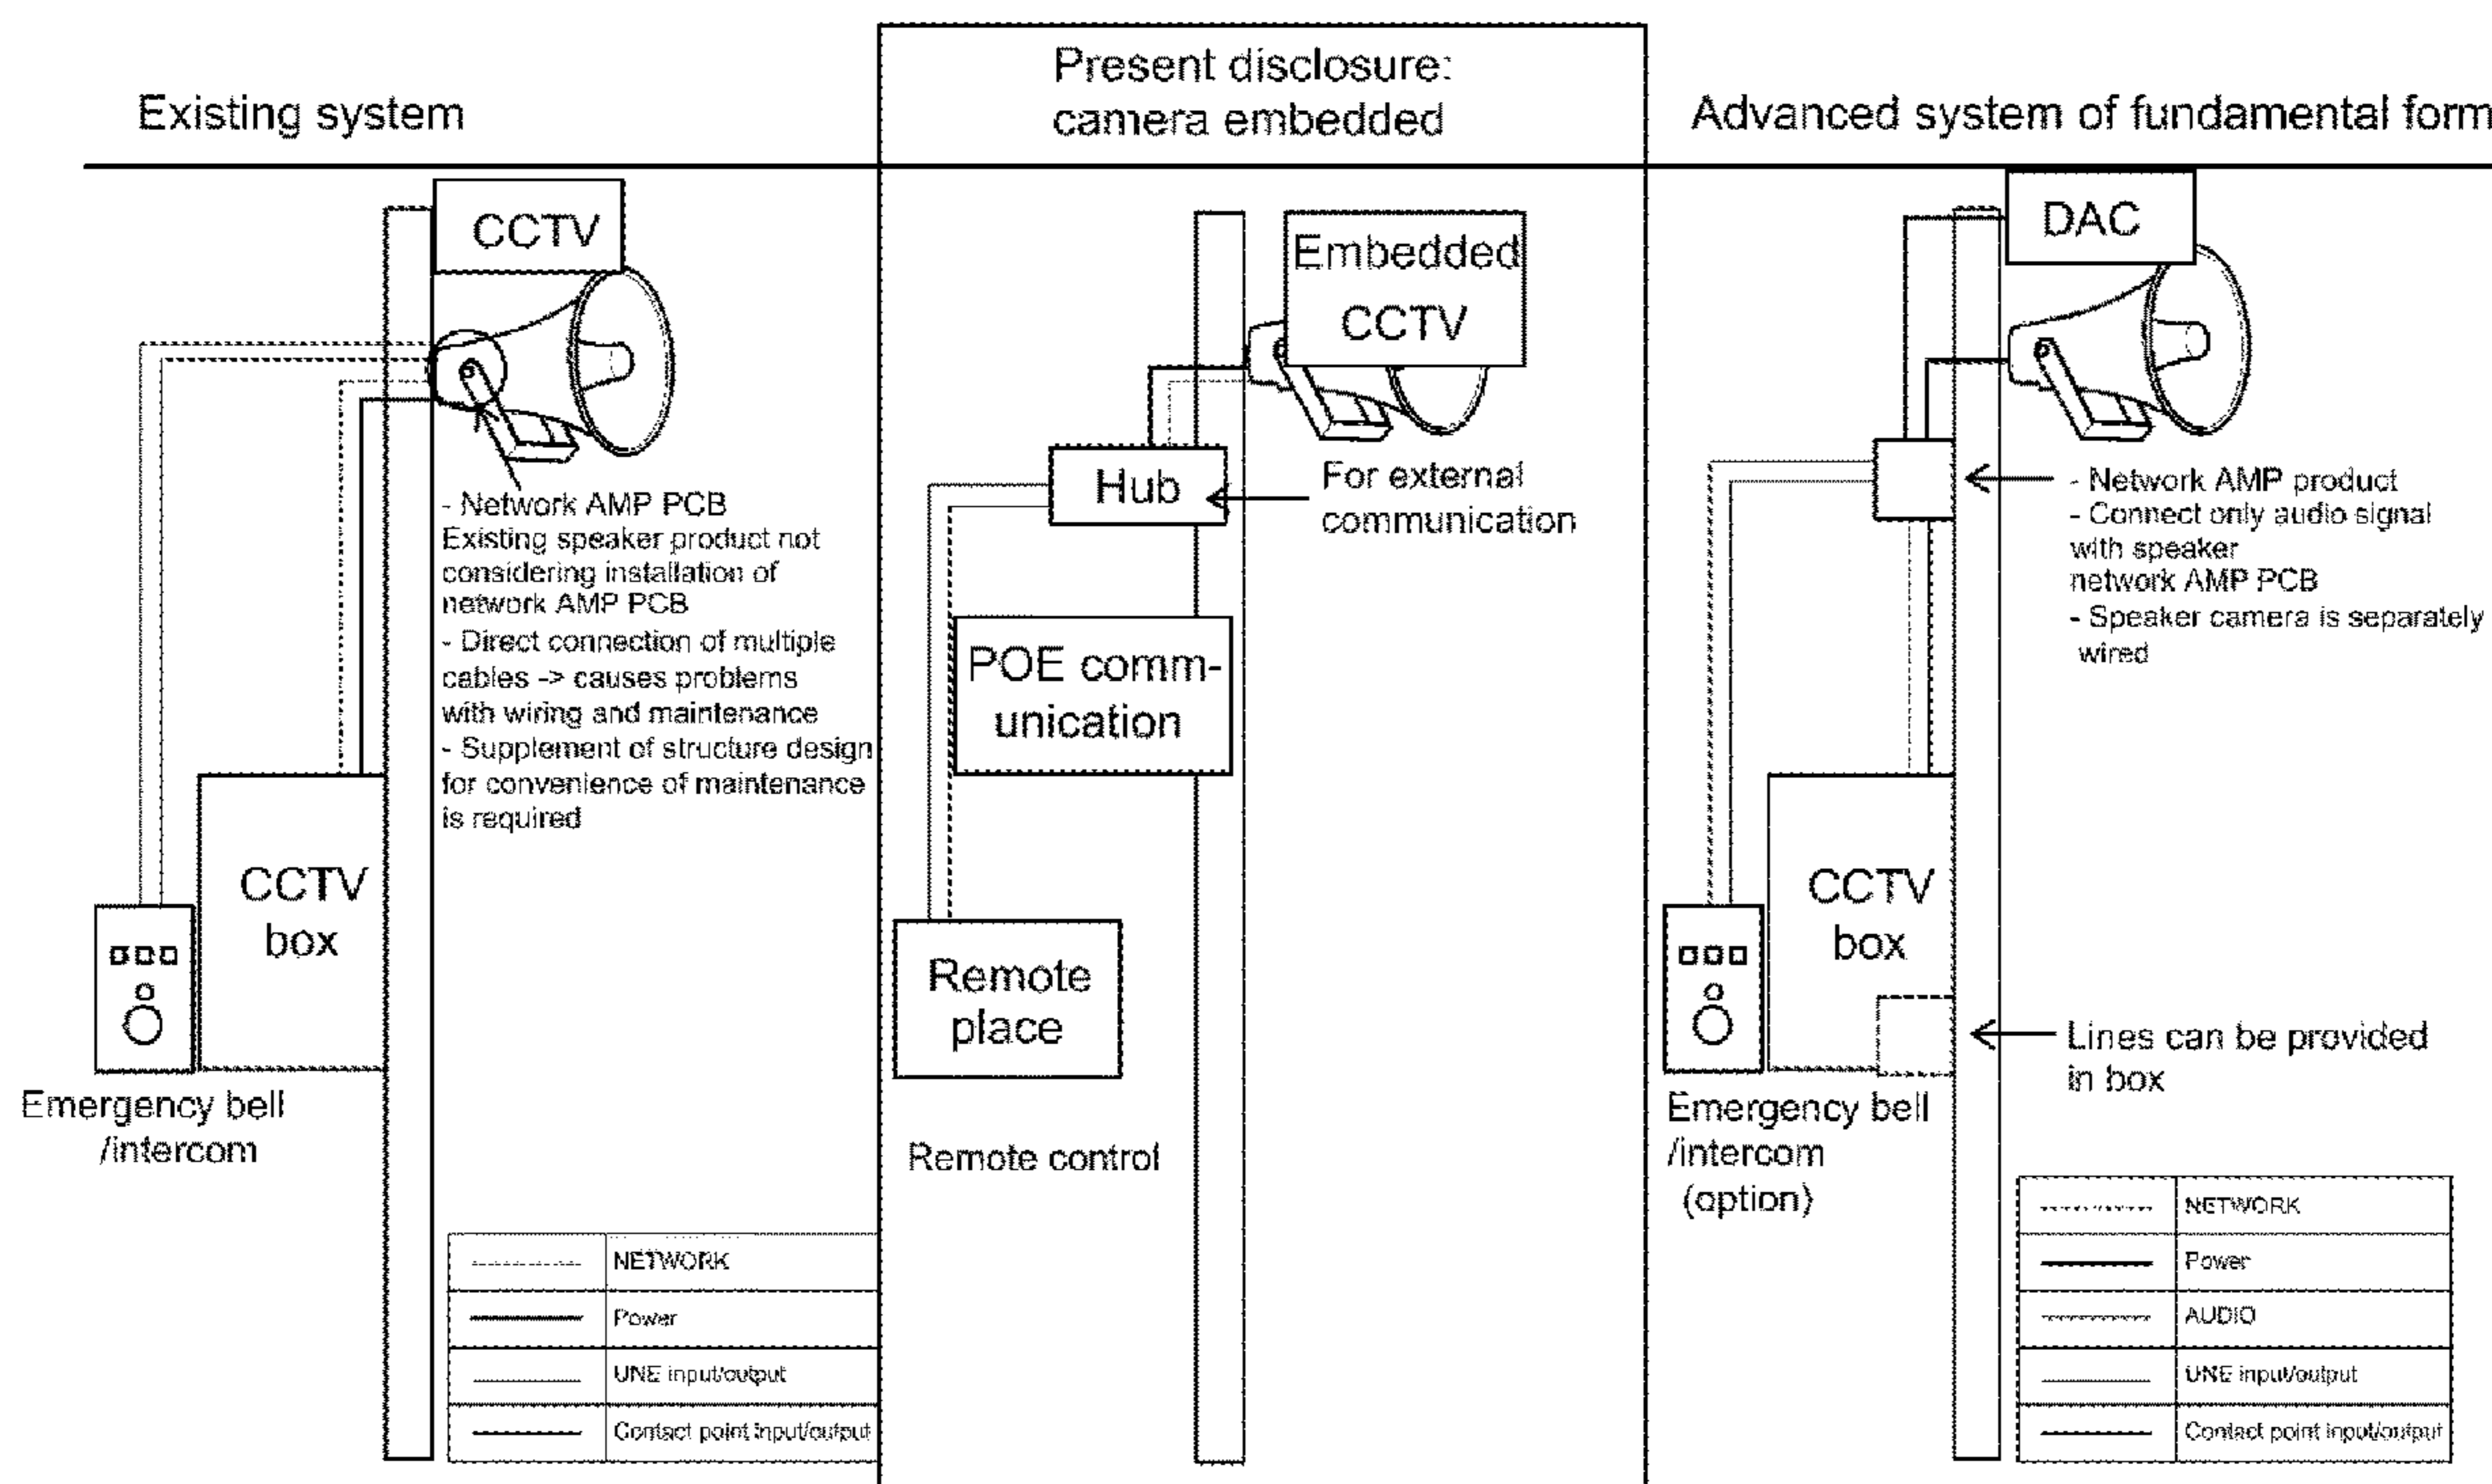 Existing system
CCTV
- Network AMP PCB
Existing speaker product not
considering installation of
network AMP PCB
- Direct connection of multiple
cables -> causes problems
with wiring and maintenance
- Supplement of structure design
for convenience of maintenance
is required
CCTV
box
Emergency bell
/intercom
NETWORK
Power
UNE input/output
Contact point input/output
Present disclosure:
camera embedded
Embedded
CCTV
Hub
For external
communication
POE comm-
unication
Remote
place
Remote control
Advanced system of fundamental form
DAC
- Network AMP product
- Connect only audio signal
with speaker
network AMP PCB
- Speaker camera is separately
wired
CCTV
box
Lines can be provided
in box
Emergency bell
/intercom
(option)
NETWORK
Power
AUDIO
UNE input/output
Contact point input/output